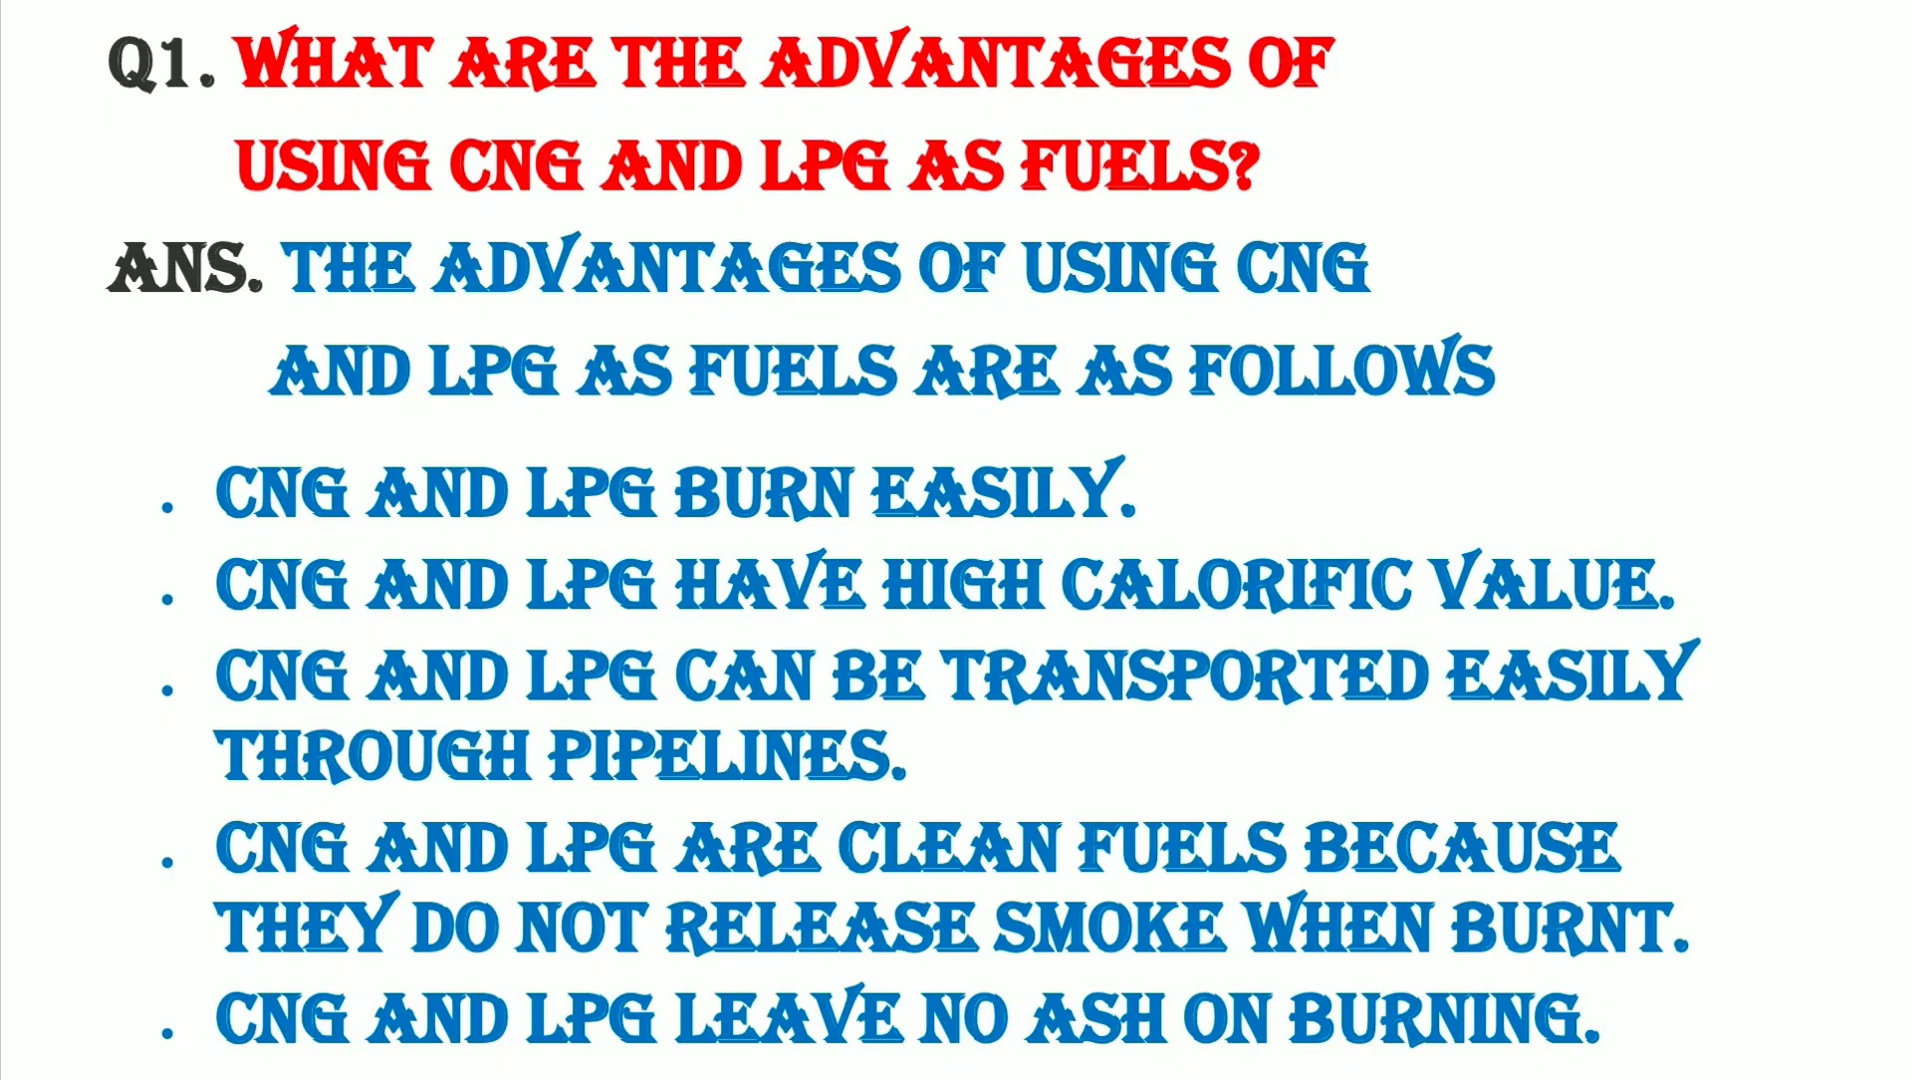 Q1. WHAT ARE THE ADVANTAGES OF
USING CNG AND LPG AS FUELS?
ANS. THE ADVANTAGES OF USING CNG
AND LPG AS FUELS ARE AS FOLLOWS
. CNG AND LPG BURN EASILY.
. CNG AND LPG HAVE HIGH CALORIFIC VALUE.
. CNG AND LPG CAN BE TRANSPORTED EASILY
THROUGH PIPELINES.
. CNG AND LPG ARE CLEAN FUELS BECAUSE
THEY DO NOT RELEASE SMOKE WHEN BURNT.
. CNG AND LPG LEAVE NO ASH ON BURNING.